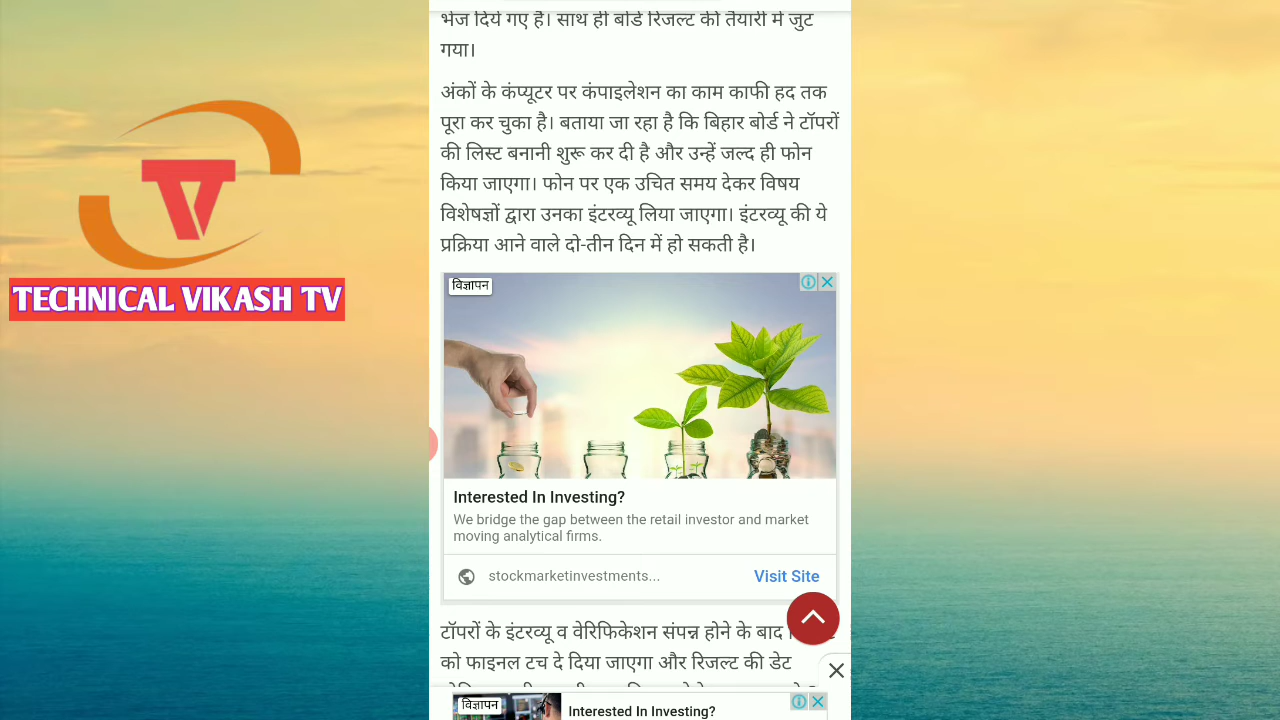 भेज दिये गए हैं। साथ ही बोर्ड रिजल्ट की तैयारी में जुट
गया।
अंकों के कंप्यूटर पर कंपाइलेशन का काम काफी हद तक
पूरा कर चुका है। बताया जा रहा है कि बिहार बोर्ड ने टॉपरों
की लिस्ट बनानी शुरू कर दी है और उन्हें जल्द ही फोन
किया जाएगा। फोन पर एक उचित समय देकर विषय
विशेषज्ञों द्वारा उनका इंटरव्यू लिया जाएगा। इंटरव्यू की ये
प्रक्रिया आने वाले दो-तीन दिन में हो सकती है।
V
TECHNICAL VIKASH TV
विज्ञापन
Interested In Investing?
We bridge the gap between the retail investor and market
moving analytical firms.
stockmarketinvestments...
Visit Site
टॉपरों के इंटरव्यू व वेरिफिकेशन संपन्न होने के बाद
को फाइनल टच दे दिया जाएगा और रिजल्ट की डेट
विज्ञापन
Interested In Investing?